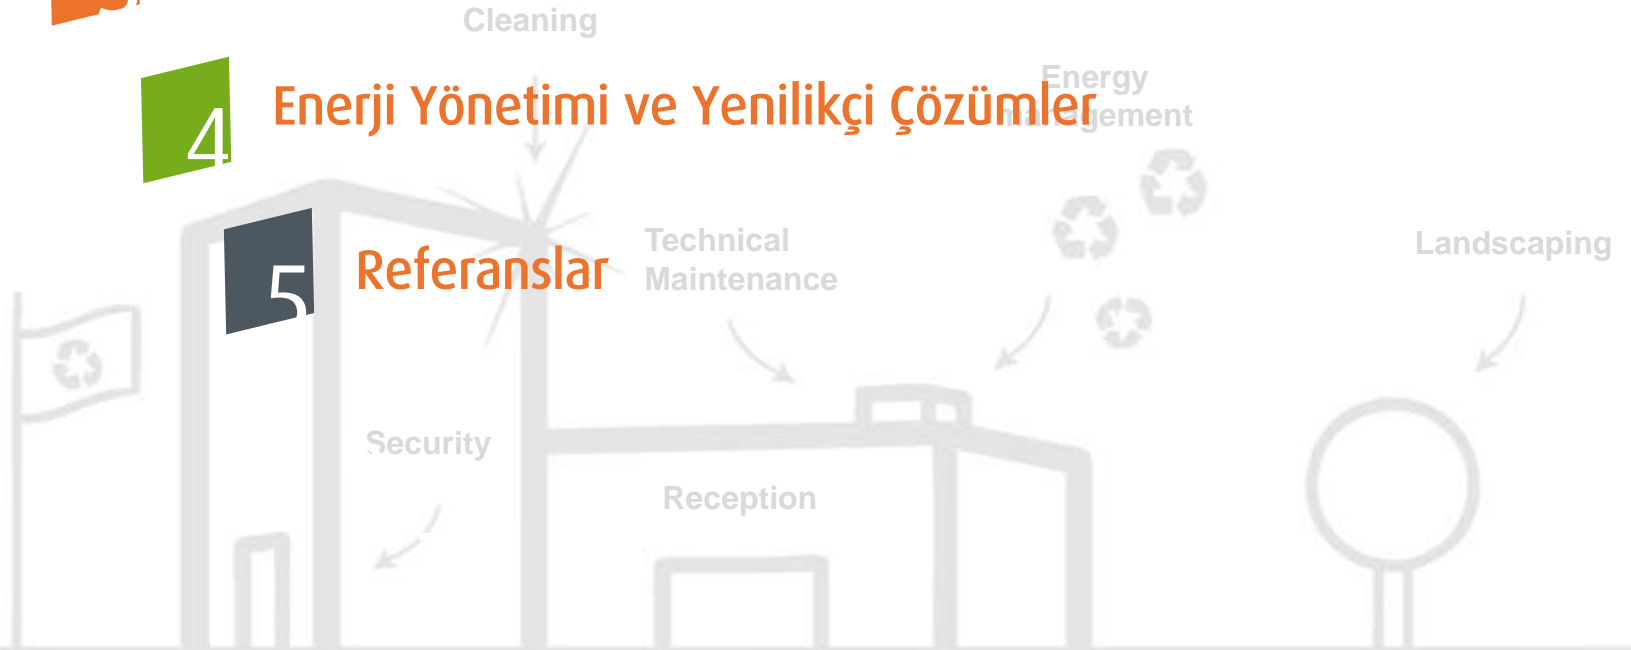 Cleaning
4 Enerji Yönetimi ve Yenilikçi Çözümler
Energy
management
5 Referanslar
Technical
Maintenance
Landscaping
Security
Reception